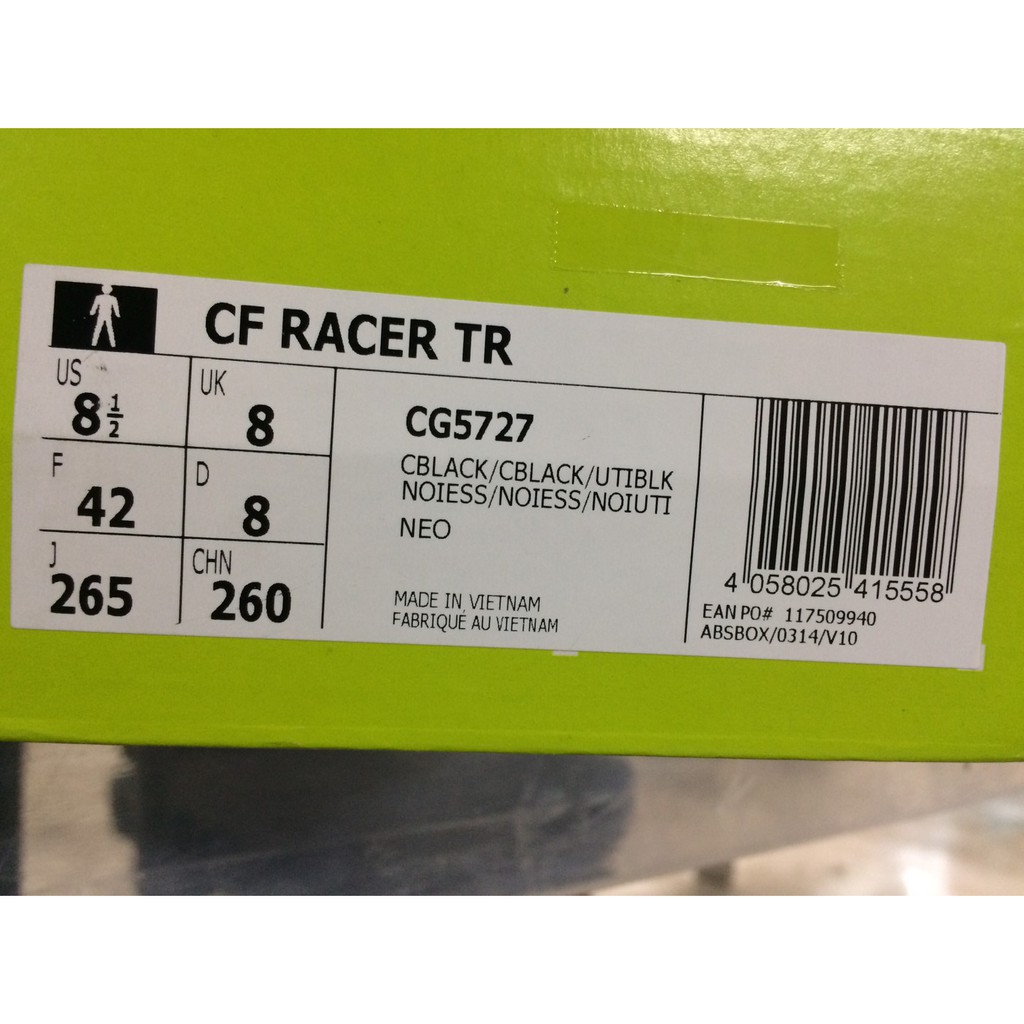 CF RACER TR
US
8 1/2
UK
8
F
42
D
8
J
265
CHN
260
CG5727
CBLACK/CBLACK/UTIBLK
NOIESS/NOIESS/NOIUTI
NEO
MADE IN VIETNAM
FABRIQUÉ AU VIETNAM
4 058025 415558
EAN PO# 117509940
ABSBOX/0314/V10